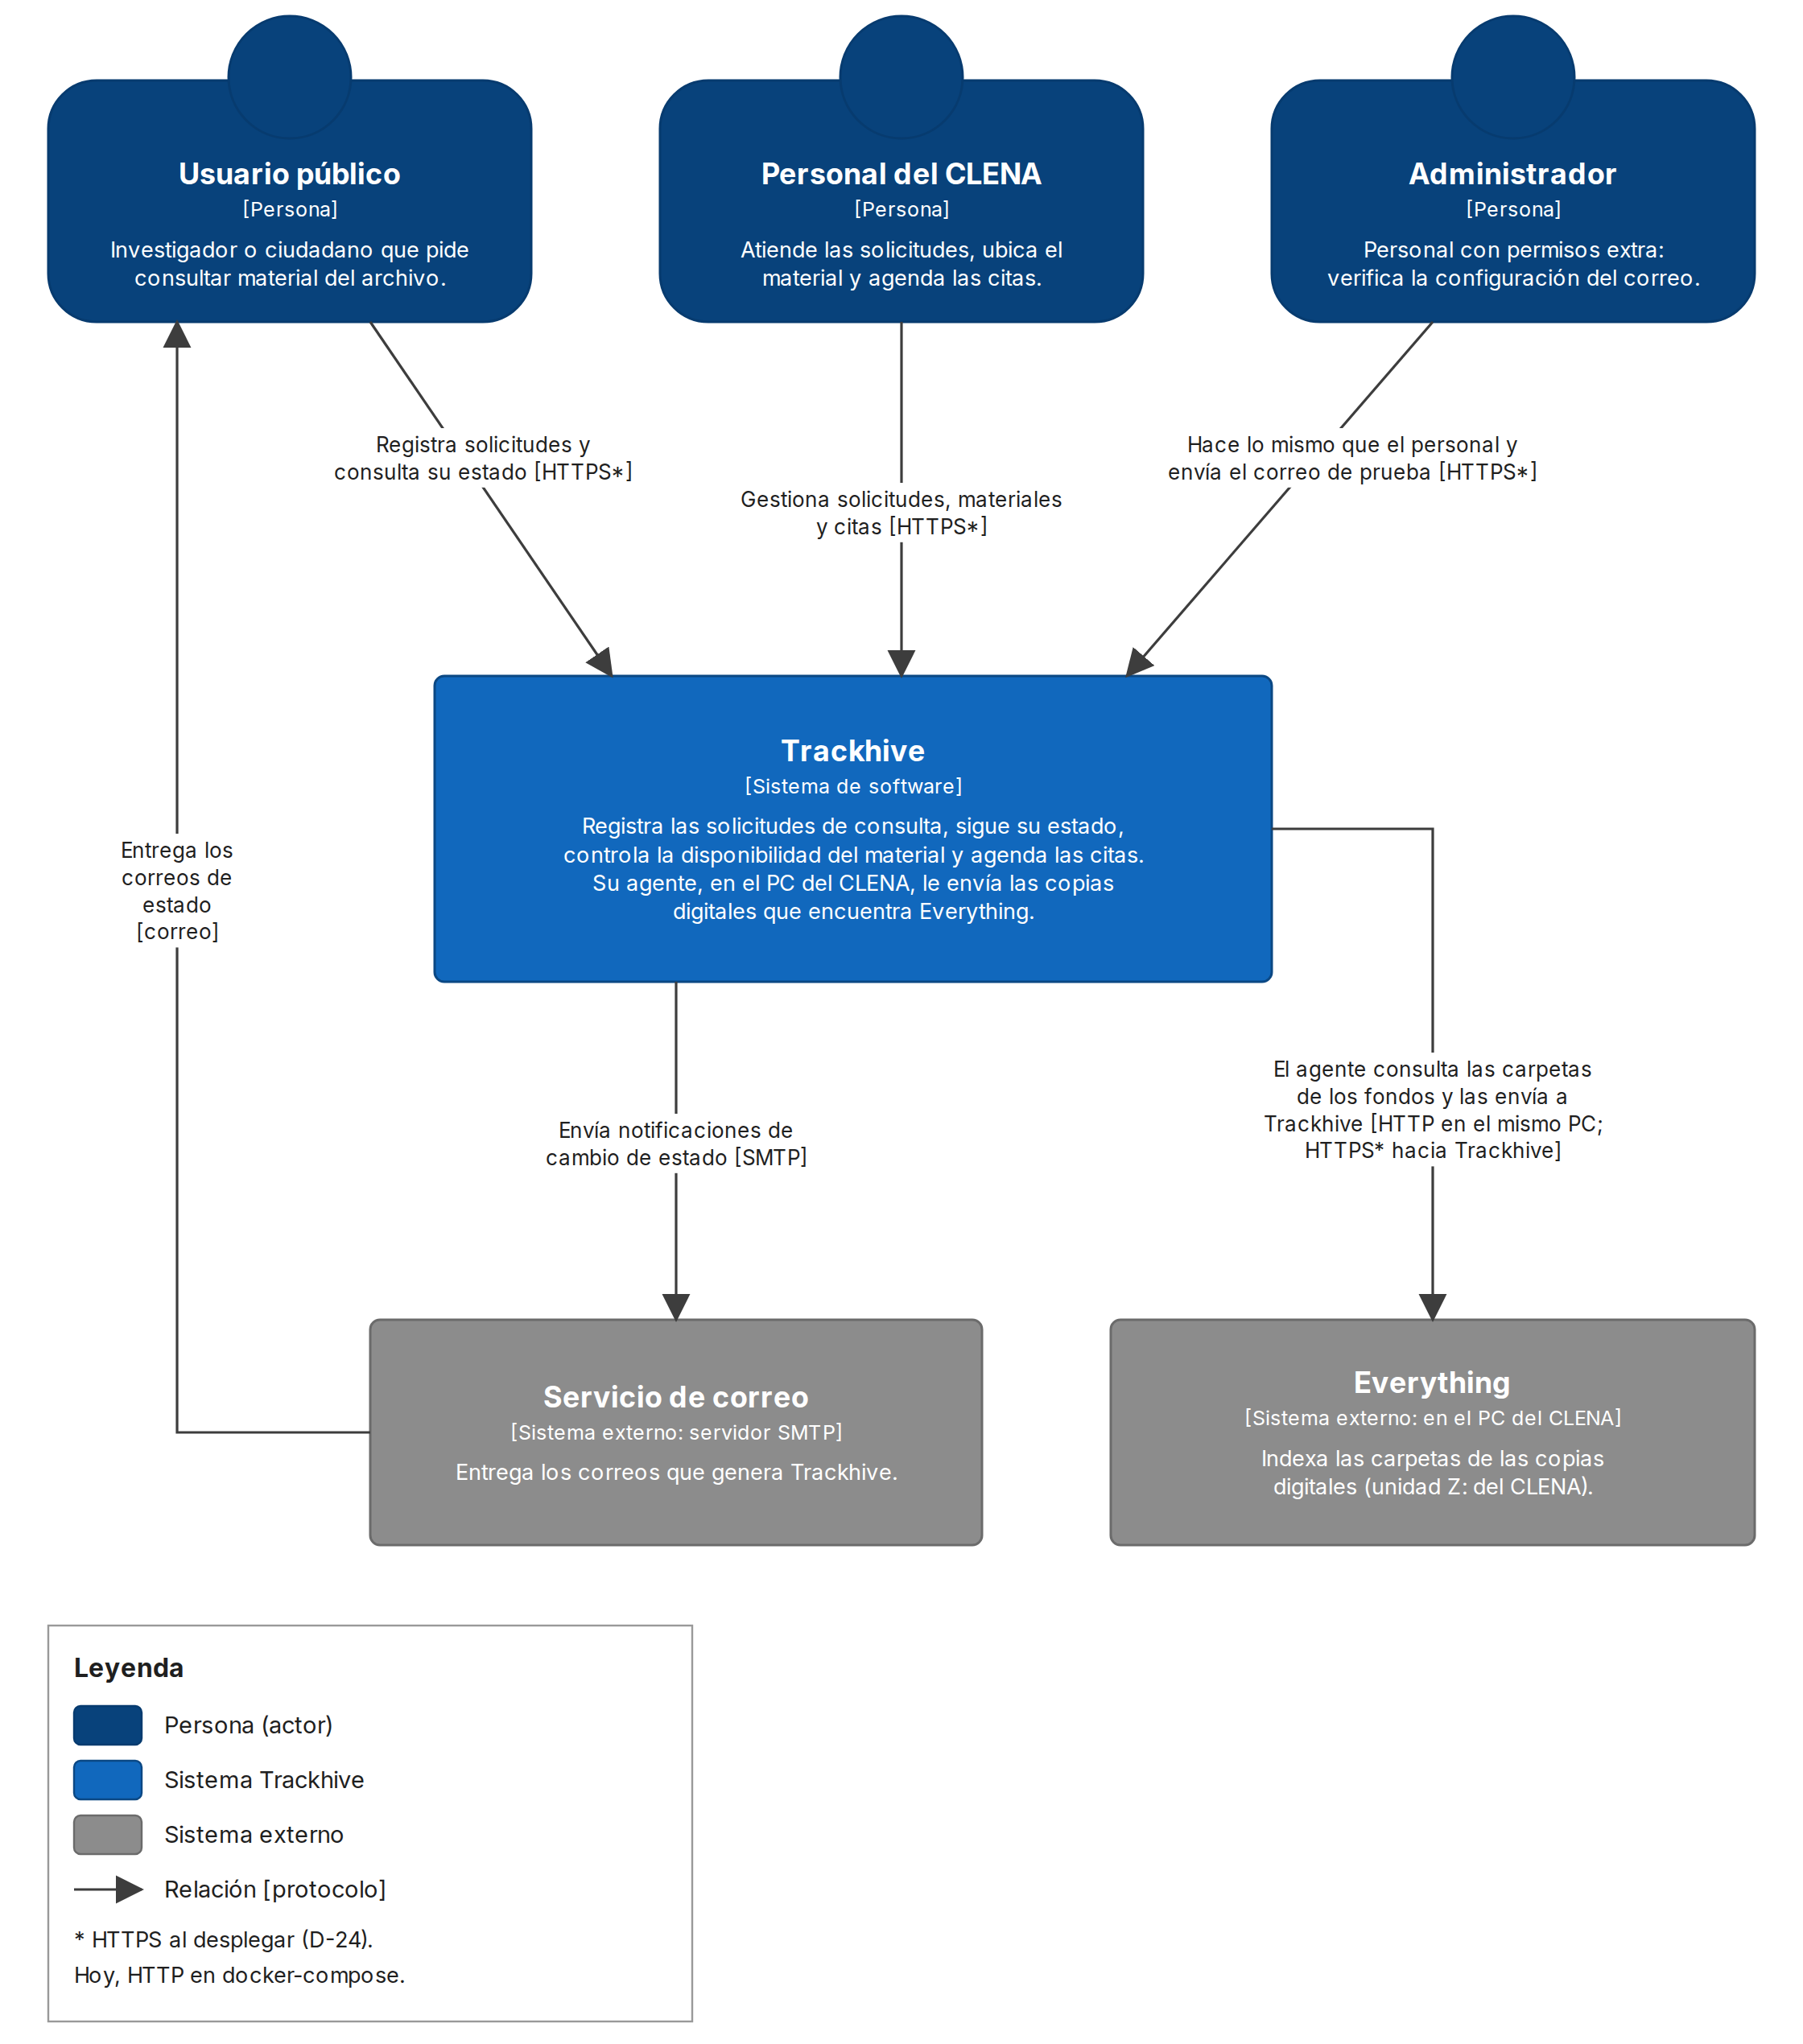 Usuario público
[Persona]
Investigador o ciudadano que pide
consultar material del archivo.
Personal del CLENA
[Persona]
Atiende las solicitudes, ubica el
material y agenda las citas.
Administrador
[Persona]
Personal con permisos extra:
verifica la configuración del correo.
Registra solicitudes y
consulta su estado [HTTPS*]
Gestiona solicitudes, materiales
y citas [HTTPS*]
Hace lo mismo que el personal y
envía el correo de prueba [HTTPS*]
Trackhive
[Sistema de software]
Registra las solicitudes de consulta, sigue su estado,
controla la disponibilidad del material y agenda las citas.
Su agente, en el PC del CLENA, le envía las copias
digitales que encuentra Everything.
Entrega los
correos de
estado
[correo]
Envía notificaciones de
cambio de estado [SMTP]
El agente consulta las carpetas
de los fondos y las envía a
Trackhive [HTTP en el mismo PC;
HTTPS* hacia Trackhive]
Servicio de correo
[Sistema externo: servidor SMTP]
Entrega los correos que genera Trackhive.
Everything
[Sistema externo: en el PC del CLENA]
Indexa las carpetas de las copias
digitales (unidad Z: del CLENA).
Leyenda
Persona (actor)
Sistema Trackhive
Sistema externo
Relación [protocolo]
* HTTPS al desplegar (D-24).
Hoy, HTTP en docker-compose.